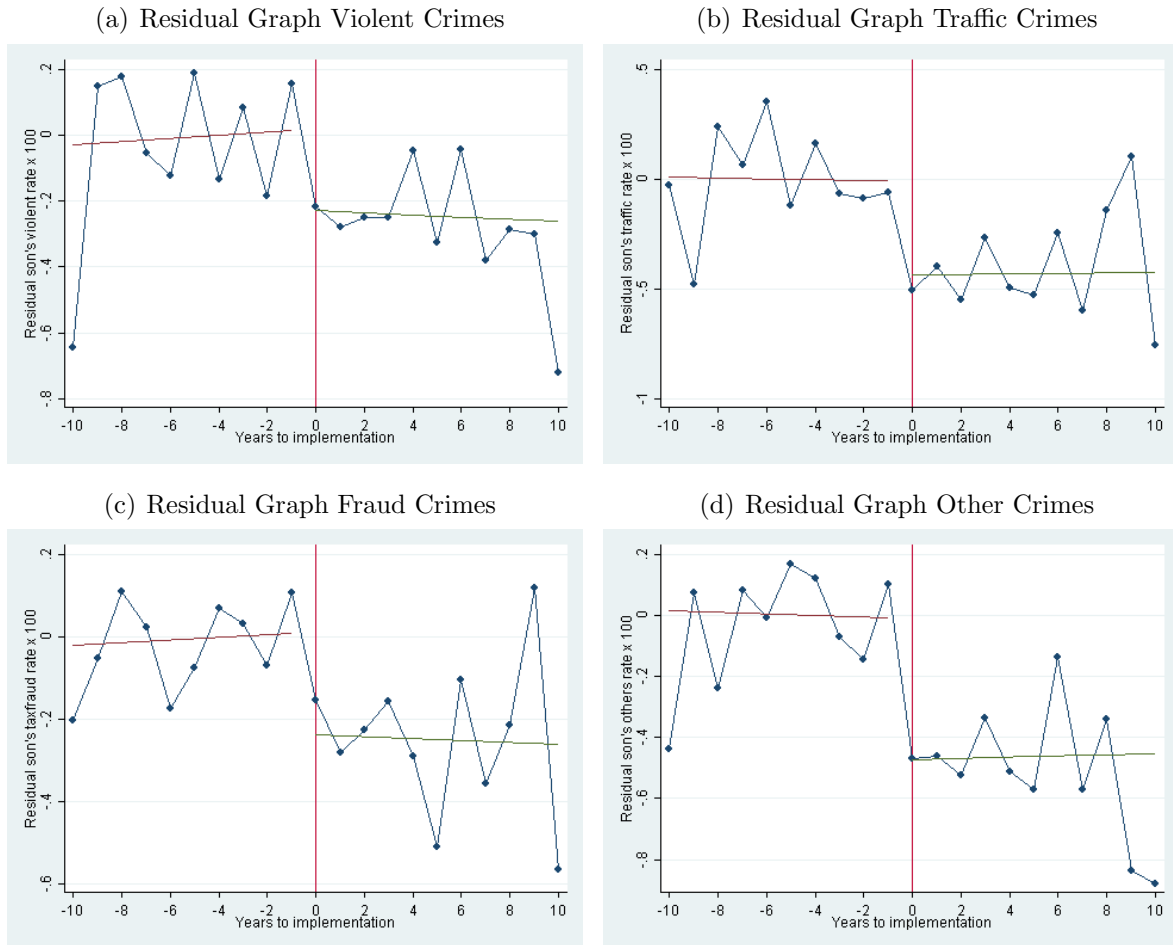 (a) Residual Graph Violent Crimes
Residual son's violent rate x 100
.2
0
-.2
-.4
-.6
-.8
-10 -8 -6 -4 -2 0 2 4 6 8 10
Years to implementation
(b) Residual Graph Traffic Crimes
Residual son's traffic rate x 100
.5
0
-.5
-1
-10 -8 -6 -4 -2 0 2 4 6 8 10
Years to implementation
(c) Residual Graph Fraud Crimes
Residual son's taxfraud rate x 100
.2
0
-.2
-.4
-.6
-10 -8 -6 -4 -2 0 2 4 6 8 10
Years to implementation
(d) Residual Graph Other Crimes
Residual son's others rate x 100
.2
0
-.2
-.4
-.6
-.8
-10 -8 -6 -4 -2 0 2 4 6 8 10
Years to implementation